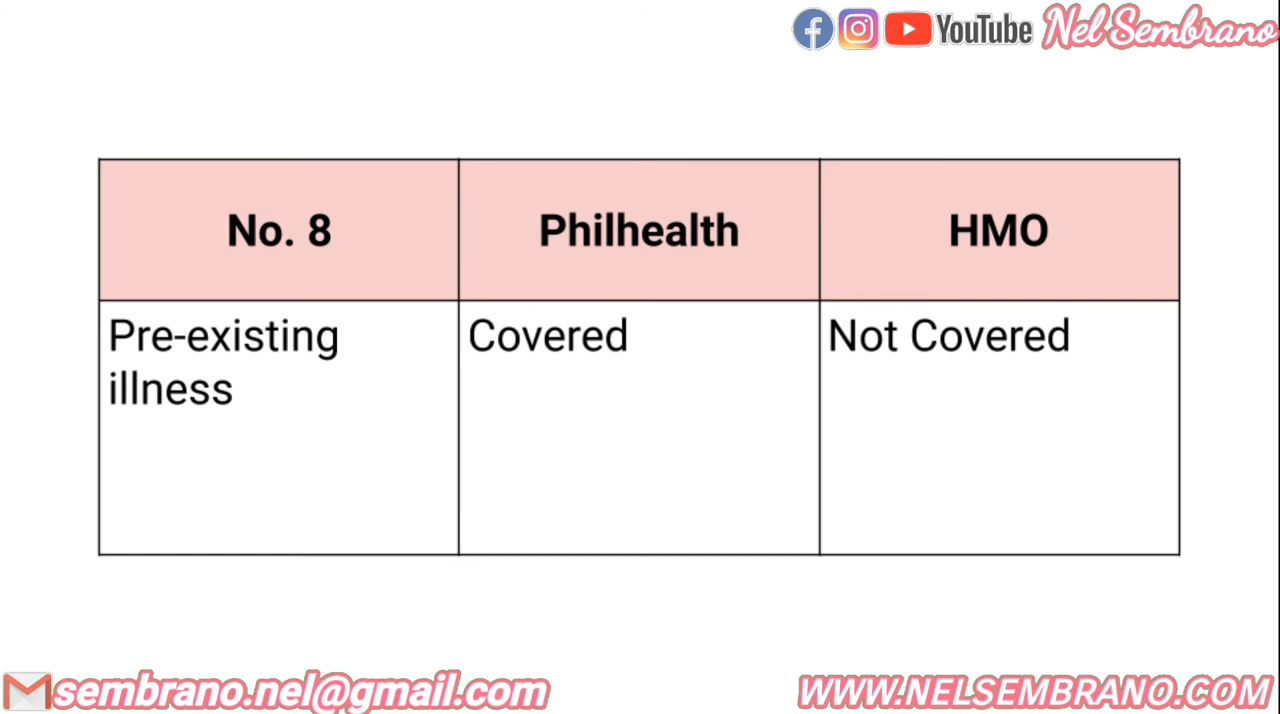 YouTube Nel Sembrano
No. 8
Philhealth
HMO
Pre-existing
illness
Covered
Not Covered
sembrano.nel@gmail.com
WWW.NELSEMBRANO.COM